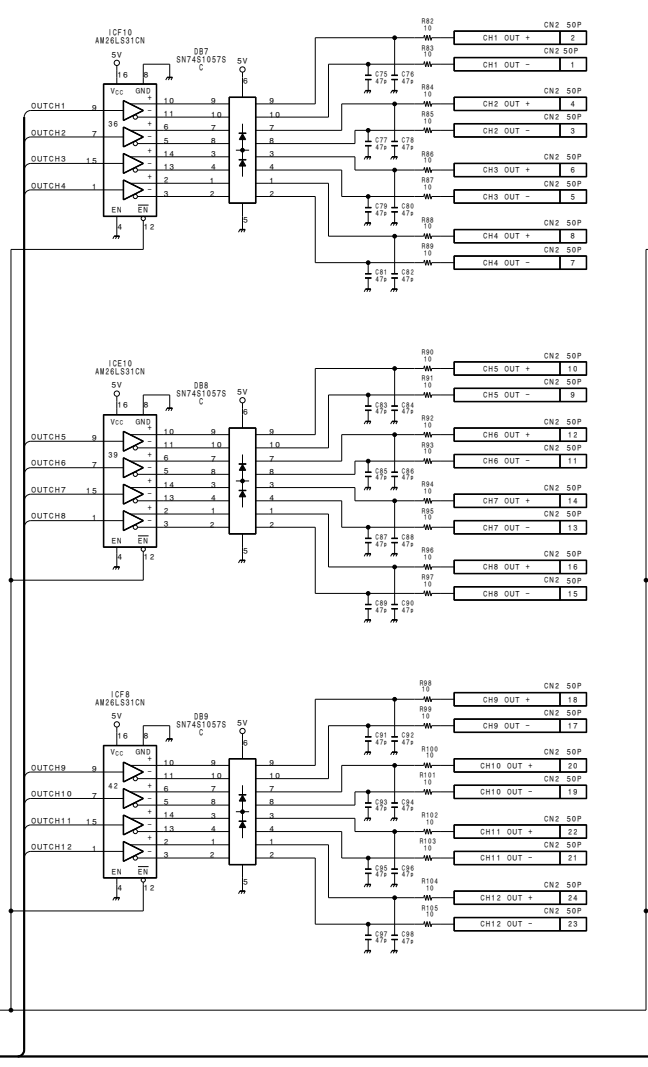 ICF10
AM26LS31CN
5V
16 8
VCC GND
DB7
SN74S1057S
C
5V
6
OUTCH1 9
OUTCH2 7
OUTCH3 15
OUTCH4 1
36
+ - 10 9 9
11 10 10
+ - 6 7 7
5 8 8
+ - 14 3 3
13 4 4
+ - 2 1 1
3 2 2
EN EN
4 12
5
R82
10
CN2 50P
CH1 OUT + 2
R83
10
CN2 50P
CH1 OUT - 1
C75 C76
47p 47p
R84
10
CN2 50P
CH2 OUT + 4
R85
10
CN2 50P
CH2 OUT - 3
C77 C78
47p 47p
R86
10
CN2 50P
CH3 OUT + 6
R87
10
CN2 50P
CH3 OUT - 5
C79 C80
47p 47p
R88
10
CN2 50P
CH4 OUT + 8
R89
10
CN2 50P
CH4 OUT - 7
C81 C82
47p 47p
ICE10
AM26LS31CN
5V
16 8
VCC GND
DB8
SN74S1057S
C
5V
6
OUTCH5 9
OUTCH6 7
OUTCH7 15
OUTCH8 1
39
+ - 10 9 9
11 10 10
+ - 6 7 7
5 8 8
+ - 14 3 3
13 4 4
+ - 2 1 1
3 2 2
EN EN
4 12
5
R90
10
CN2 50P
CH5 OUT + 10
R91
10
CN2 50P
CH5 OUT - 9
C83 C84
47p 47p
R92
10
CN2 50P
CH6 OUT + 12
R93
10
CN2 50P
CH6 OUT - 11
C85 C86
47p 47p
R94
10
CN2 50P
CH7 OUT + 14
R95
10
CN2 50P
CH7 OUT - 13
C87 C88
47p 47p
R96
10
CN2 50P
CH8 OUT + 16
R97
10
CN2 50P
CH8 OUT - 15
C89 C90
47p 47p
ICF8
AM26LS31CN
5V
16 8
VCC GND
DB9
SN74S1057S
C
5V
6
OUTCH9 9
OUTCH10 7
OUTCH11 15
OUTCH12 1
42
+ - 10 9 9
11 10 10
+ - 6 7 7
5 8 8
+ - 14 3 3
13 4 4
+ - 2 1 1
3 2 2
EN EN
4 12
5
R98
10
CN2 50P
CH9 OUT + 18
R99
10
CN2 50P
CH9 OUT - 17
C91 C92
47p 47p
R100
10
CN2 50P
CH10 OUT + 20
R101
10
CN2 50P
CH10 OUT - 19
C93 C94
47p 47p
R102
10
CN2 50P
CH11 OUT + 22
R103
10
CN2 50P
CH11 OUT - 21
C95 C96
47p 47p
R104
10
CN2 50P
CH12 OUT + 24
R105
10
CN2 50P
CH12 OUT - 23
C97 C98
47p 47p